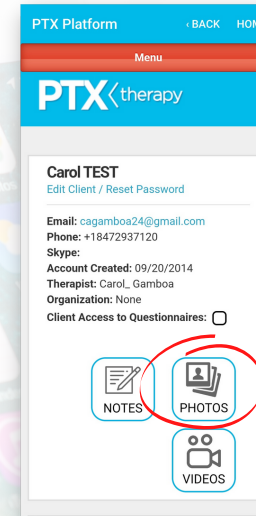 PTX Platform ‹ BACK HOM
Menu
PTX therapy
Carol TEST
Edit Client / Reset Password
Email: cagamboa24@gmail.com
Phone: +18472937120
Skype:
Account Created: 09/20/2014
Therapist: Carol_ Gamboa
Organization: None
Client Access to Questionnaires:
NOTES PHOTOS
VIDEOS